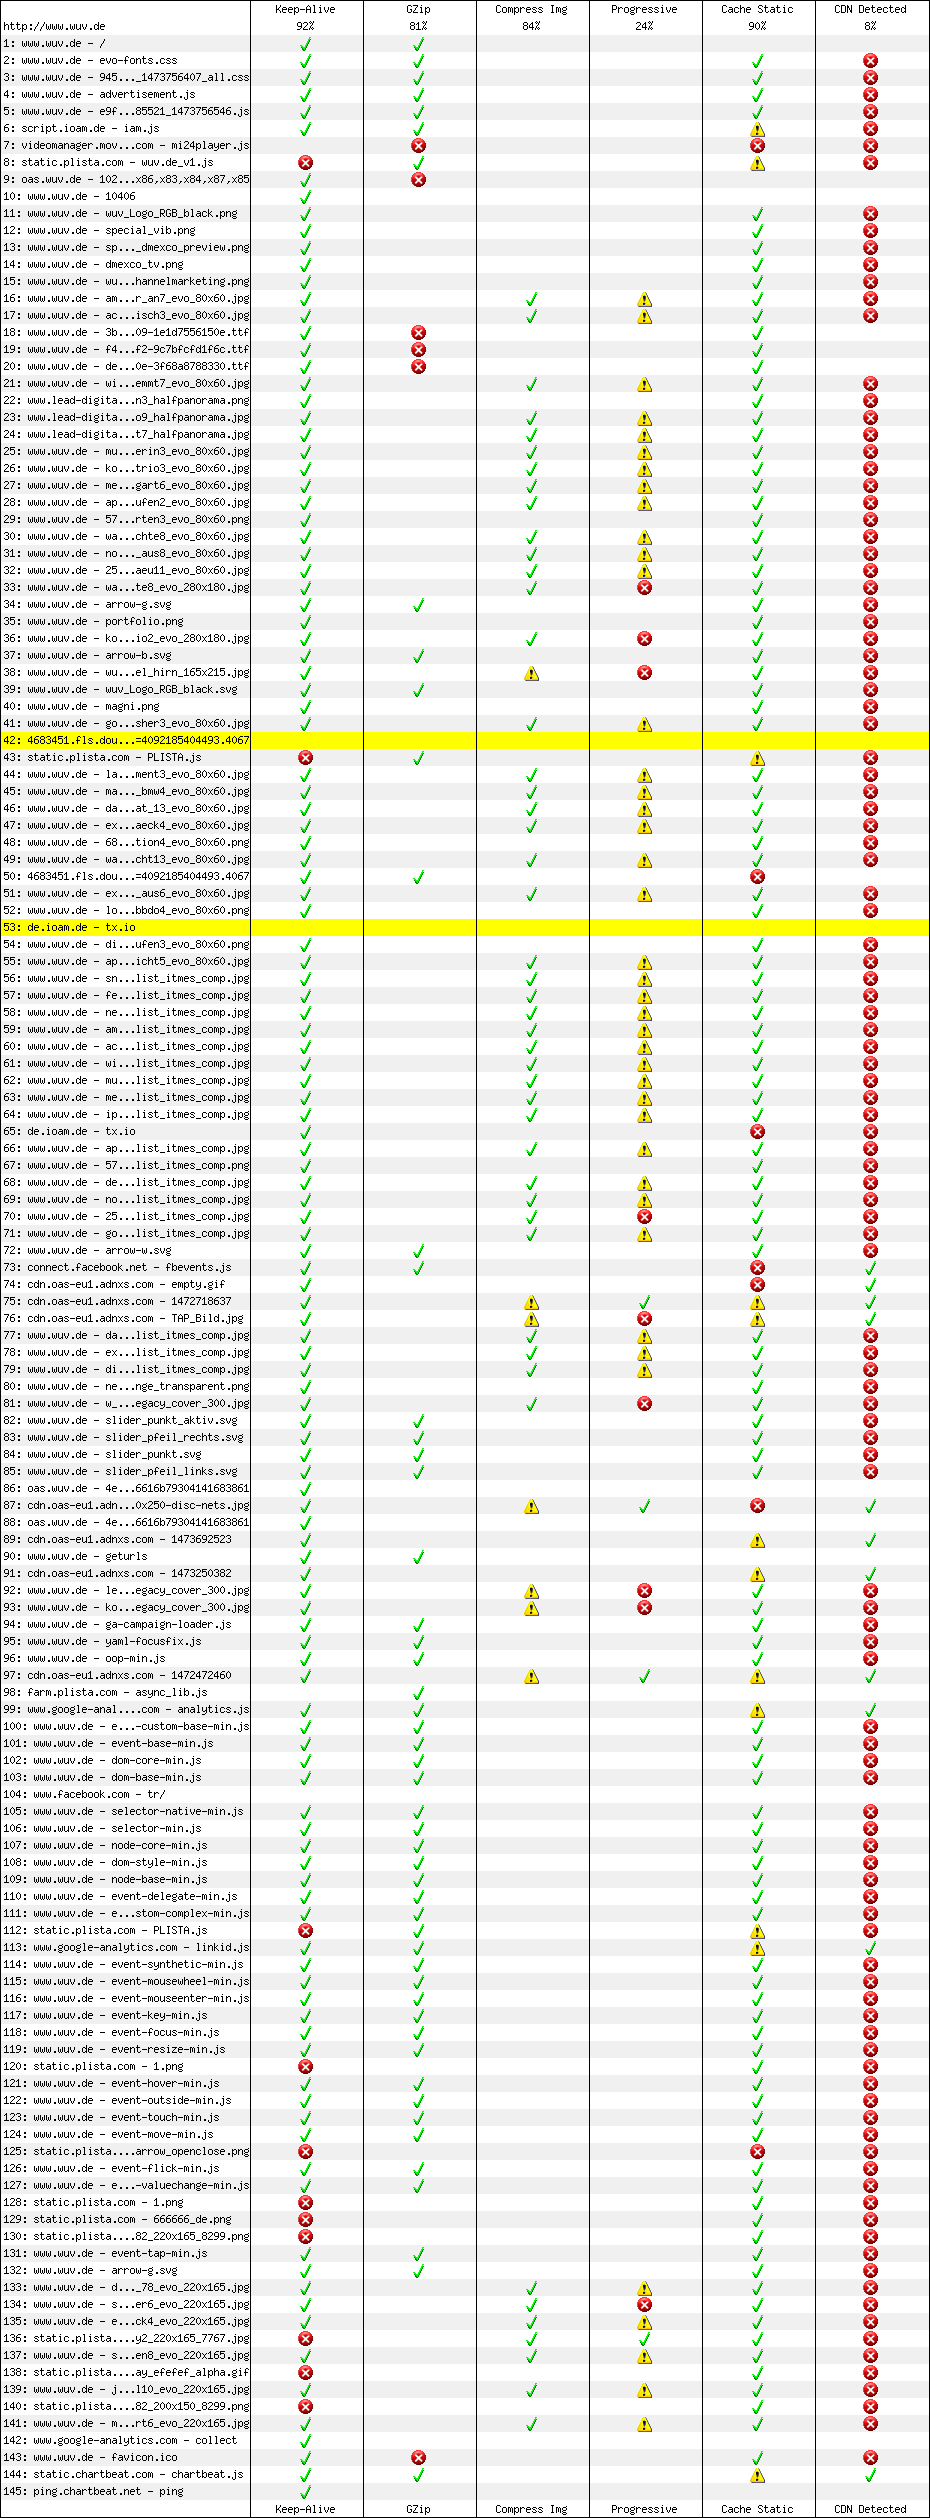 Keep-Alive GZip Compress Img Progressive Cache Static CDN Detected
http://www.wuv.de 92% 81% 84% 24% 90% 8%
1: www.wuv.de - /
2: www.wuv.de - evo-fonts.css
3: www.wuv.de - 945..._1473756407_all.css
4: www.wuv.de - advertisement.js
5: www.wuv.de - e9f...85521_1473756546.js
6: script.ioam.de - iam.js
7: videomanager.mov...com - mi24player.js
8: static.plista.com - wuv.de_v1.js
9: oas.wuv.de - 102...x86,x83,x84,x87,x85
10: www.wuv.de - 10406
11: www.wuv.de - wuv_Logo_RGB_black.png
12: www.wuv.de - special_vib.png
13: www.wuv.de - sp..._dmexco_preview.png
14: www.wuv.de - dmexco_tv.png
15: www.wuv.de - wu...hannelmarketing.png
16: www.wuv.de - am...r_an7_evo_80x60.jpg
17: www.wuv.de - ac...isch3_evo_80x60.jpg
18: www.wuv.de - 3b...09-1e1d7556150e.ttf
19: www.wuv.de - f4...f2-9c7bfcfd1f6c.ttf
20: www.wuv.de - de...0e-3f68a8788330.ttf
21: www.wuv.de - wi...emmt7_evo_80x60.jpg
22: www.lead-digita...n3_halfpanorama.png
23: www.lead-digita...o9_halfpanorama.jpg
24: www.lead-digita...t7_halfpanorama.jpg
25: www.wuv.de - mu...erin3_evo_80x60.jpg
26: www.wuv.de - ko...trio3_evo_80x60.jpg
27: www.wuv.de - me...gart6_evo_80x60.jpg
28: www.wuv.de - ap...ufen2_evo_80x60.jpg
29: www.wuv.de - 57...rten3_evo_80x60.png
30: www.wuv.de - wa...chte8_evo_80x60.jpg
31: www.wuv.de - no..._aus8_evo_80x60.jpg
32: www.wuv.de - 25...aeu11_evo_80x60.jpg
33: www.wuv.de - wa...te8_evo_280x180.jpg
34: www.wuv.de - arrow-g.svg
35: www.wuv.de - portfolio.png
36: www.wuv.de - ko...io2_evo_280x180.jpg
37: www.wuv.de - arrow-b.svg
38: www.wuv.de - wu...el_hirn_165x215.jpg
39: www.wuv.de - wuv_Logo_RGB_black.svg
40: www.wuv.de - magni.png
41: www.wuv.de - go...sher3_evo_80x60.jpg
42: 4683451.fls.dou...=4092185404493.4067
43: static.plista.com - PLISTA.js
44: www.wuv.de - la...ment3_evo_80x60.jpg
45: www.wuv.de - ma..._bmw4_evo_80x60.jpg
46: www.wuv.de - da...at_13_evo_80x60.jpg
47: www.wuv.de - ex...aeck4_evo_80x60.jpg
48: www.wuv.de - 68...tion4_evo_80x60.png
49: www.wuv.de - wa...cht13_evo_80x60.jpg
50: 4683451.fls.dou...=4092185404493.4067
51: www.wuv.de - ex..._aus6_evo_80x60.jpg
52: www.wuv.de - lo...bbdo4_evo_80x60.png
53: de.ioam.de - tx.io
54: www.wuv.de - di...ufen3_evo_80x60.png
55: www.wuv.de - ap...icht5_evo_80x60.jpg
56: www.wuv.de - sn...list_itmes_comp.jpg
57: www.wuv.de - fe...list_itmes_comp.jpg
58: www.wuv.de - ne...list_itmes_comp.jpg
59: www.wuv.de - am...list_itmes_comp.jpg
60: www.wuv.de - ac...list_itmes_comp.jpg
61: www.wuv.de - wi...list_itmes_comp.jpg
62: www.wuv.de - mu...list_itmes_comp.jpg
63: www.wuv.de - me...list_itmes_comp.jpg
64: www.wuv.de - ip...list_itmes_comp.jpg
65: de.ioam.de - tx.io
66: www.wuv.de - ap...list_itmes_comp.jpg
67: www.wuv.de - 57...list_itmes_comp.png
68: www.wuv.de - de...list_itmes_comp.jpg
69: www.wuv.de - no...list_itmes_comp.jpg
70: www.wuv.de - 25...list_itmes_comp.jpg
71: www.wuv.de - go...list_itmes_comp.jpg
72: www.wuv.de - arrow-w.svg
73: connect.facebook.net - fbevents.js
74: cdn.oas-eu1.adnxs.com - empty.gif
75: cdn.oas-eu1.adnxs.com - 1472718637
76: cdn.oas-eu1.adnxs.com - TAP_Bild.jpg
77: www.wuv.de - da...list_itmes_comp.jpg
78: www.wuv.de - ex...list_itmes_comp.jpg
79: www.wuv.de - di...list_itmes_comp.jpg
80: www.wuv.de - ne...nge_transparent.png
81: www.wuv.de - w_...egacy_cover_300.jpg
82: www.wuv.de - slider_punkt_aktiv.svg
83: www.wuv.de - slider_pfeil_rechts.svg
84: www.wuv.de - slider_punkt.svg
85: www.wuv.de - slider_pfeil_links.svg
86: oas.wuv.de - 4e...6616b79304141683861
87: cdn.oas-eu1.adn...0x250-disc-nets.jpg
88: oas.wuv.de - 4e...6616b79304141683861
89: cdn.oas-eu1.adnxs.com - 1473692523
90: www.wuv.de - geturls
91: cdn.oas-eu1.adnxs.com - 1473250382
92: www.wuv.de - le...egacy_cover_300.jpg
93: www.wuv.de - ko...egacy_cover_300.jpg
94: www.wuv.de - ga-campaign-loader.js
95: www.wuv.de - yaml-focusfix.js
96: www.wuv.de - oop-min.js
97: cdn.oas-eu1.adnxs.com - 1472472460
98: farm.plista.com - async_lib.js
99: www.google-anal....com - analytics.js
100: www.wuv.de - e...-custom-base-min.js
101: www.wuv.de - event-base-min.js
102: www.wuv.de - dom-core-min.js
103: www.wuv.de - dom-base-min.js
104: www.facebook.com - tr/
105: www.wuv.de - selector-native-min.js
106: www.wuv.de - selector-min.js
107: www.wuv.de - node-core-min.js
108: www.wuv.de - dom-style-min.js
109: www.wuv.de - node-base-min.js
110: www.wuv.de - event-delegate-min.js
111: www.wuv.de - e...stom-complex-min.js
112: static.plista.com - PLISTA.js
113: www.google-analytics.com - linkid.js
114: www.wuv.de - event-synthetic-min.js
115: www.wuv.de - event-mousewheel-min.js
116: www.wuv.de - event-mouseenter-min.js
117: www.wuv.de - event-key-min.js
118: www.wuv.de - event-focus-min.js
119: www.wuv.de - event-resize-min.js
120: static.plista.com - 1.png
121: www.wuv.de - event-hover-min.js
122: www.wuv.de - event-outside-min.js
123: www.wuv.de - event-touch-min.js
124: www.wuv.de - event-move-min.js
125: static.plista....arrow_openclose.png
126: www.wuv.de - event-flick-min.js
127: www.wuv.de - e...-valuechange-min.js
128: static.plista.com - 1.png
129: static.plista.com - 666666_de.png
130: static.plista....82_220x165_8299.png
131: www.wuv.de - event-tap-min.js
132: www.wuv.de - arrow-g.svg
133: www.wuv.de - d..._78_evo_220x165.jpg
134: www.wuv.de - s...er6_evo_220x165.jpg
135: www.wuv.de - e...ck4_evo_220x165.jpg
136: static.plista....y2_220x165_7767.jpg
137: www.wuv.de - s...en8_evo_220x165.jpg
138: static.plista....ay_efefef_alpha.gif
139: www.wuv.de - j...l10_evo_220x165.jpg
140: static.plista....82_200x150_8299.png
141: www.wuv.de - m...rt6_evo_220x165.jpg
142: www.google-analytics.com - collect
143: www.wuv.de - favicon.ico
144: static.chartbeat.com - chartbeat.js
145: ping.chartbeat.net - ping
Keep-Alive GZip Compress Img Progressive Cache Static CDN Detected